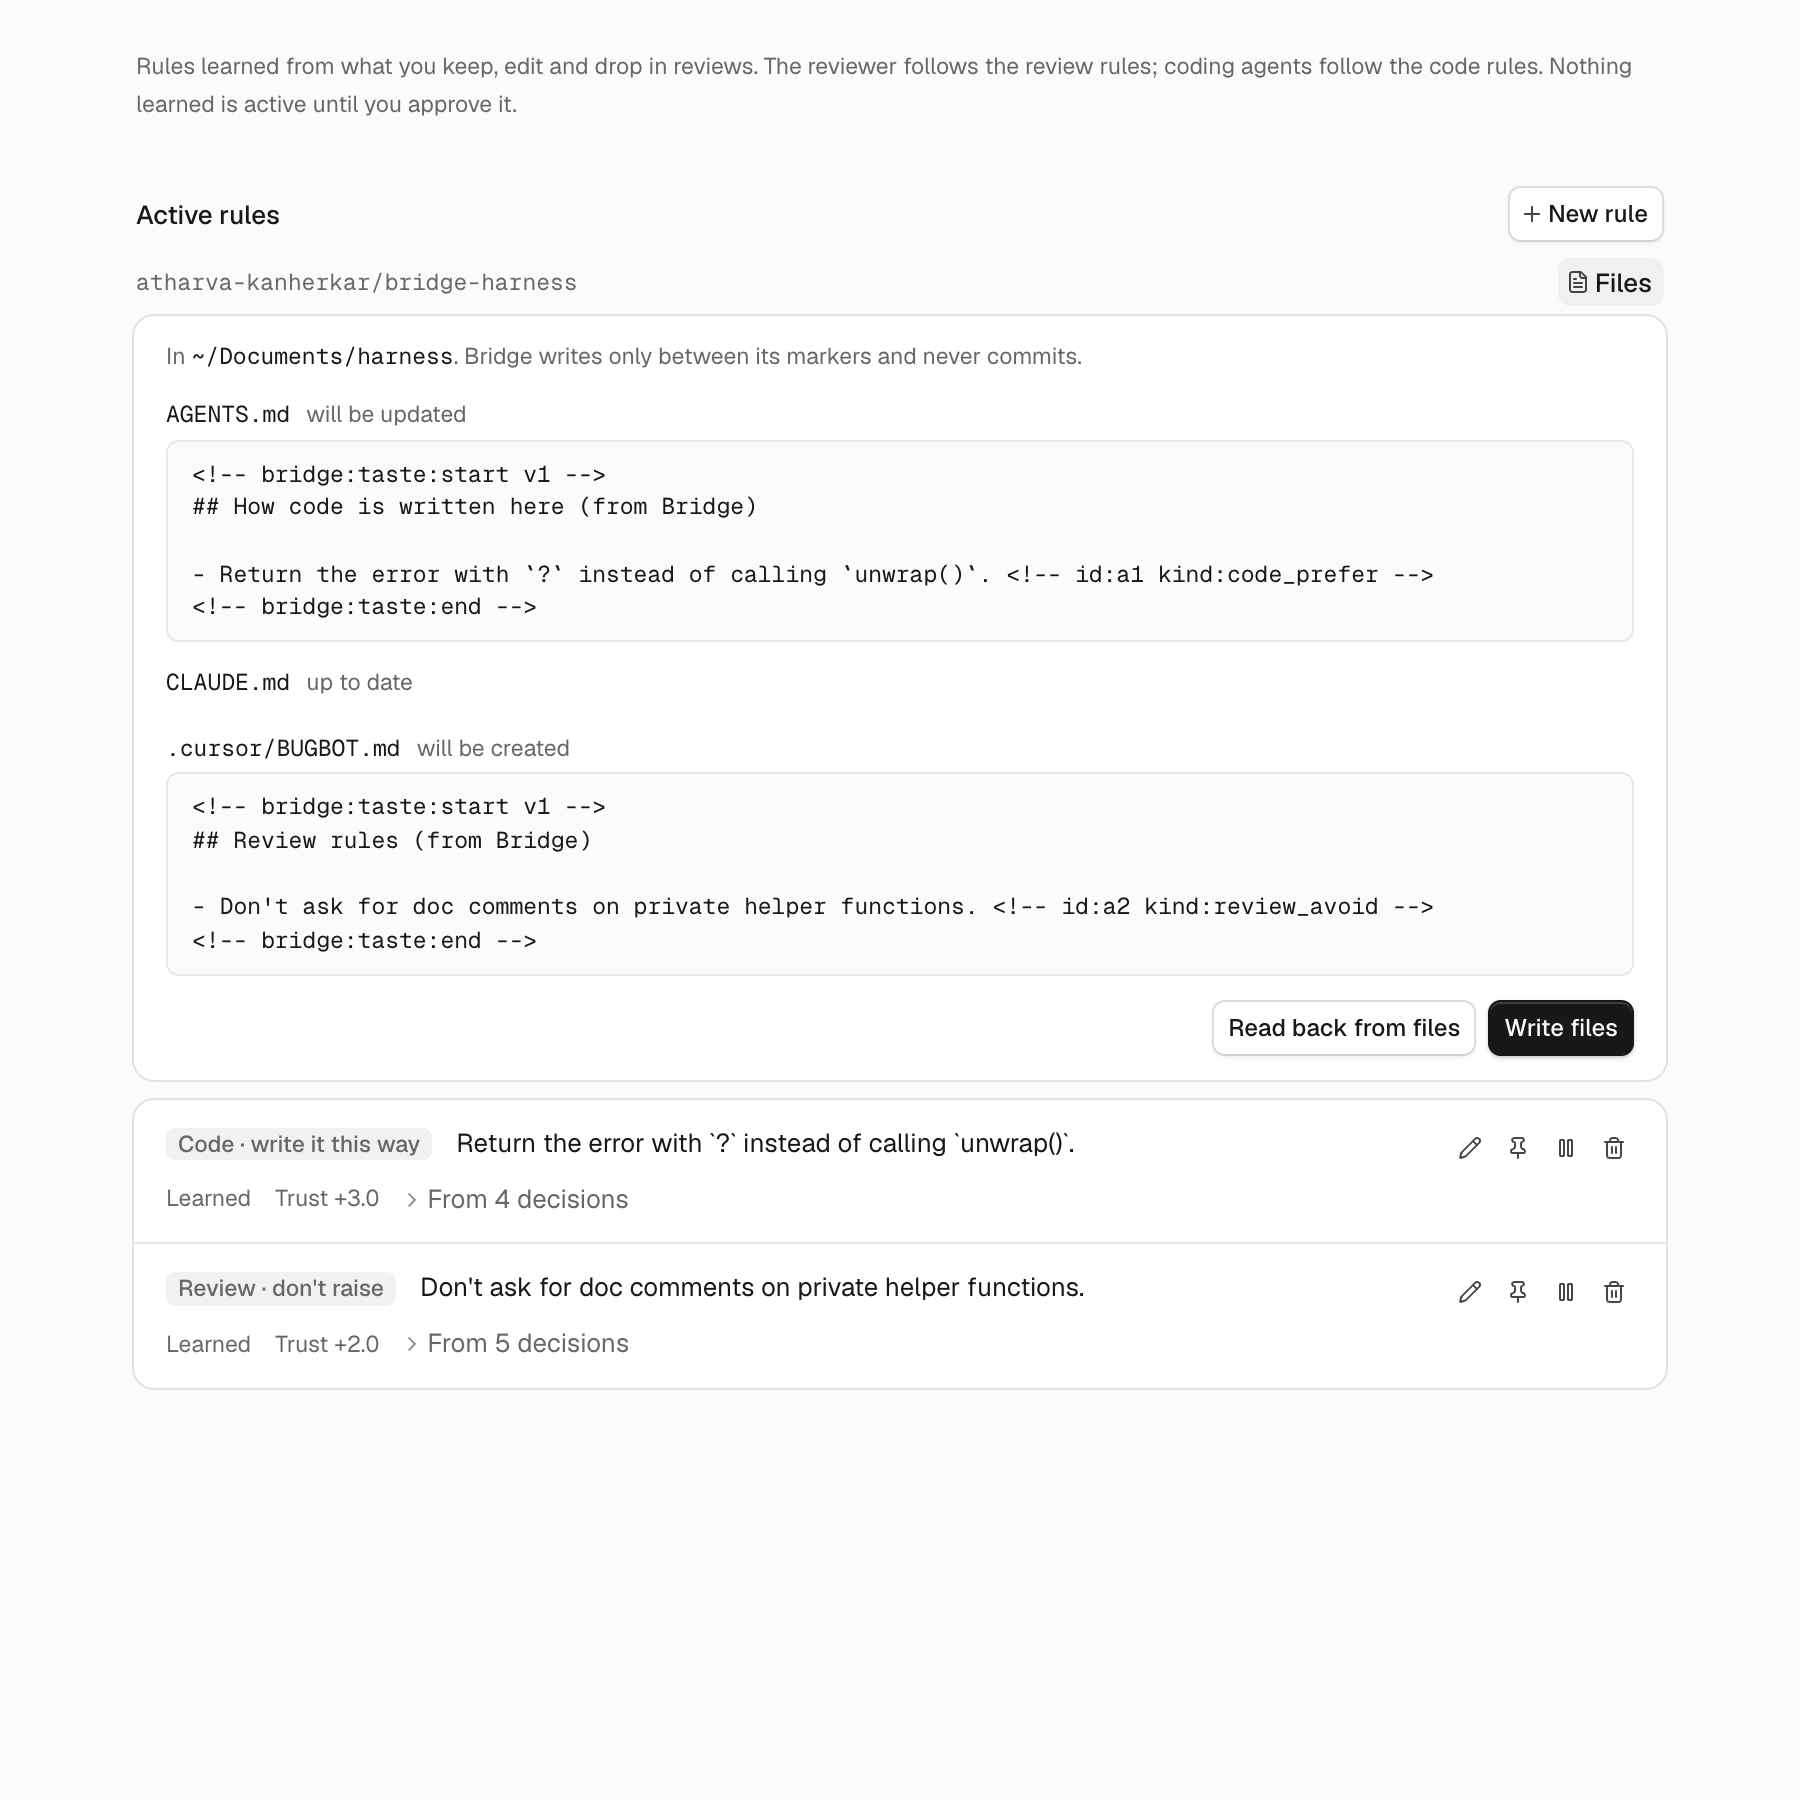 Rules learned from what you keep, edit and drop in reviews. The reviewer follows the review rules; coding agents follow the code rules. Nothing
learned is active until you approve it.
Active rules
+ New rule
atharva-kanherkar/bridge-harness
Files
In ~/Documents/harness. Bridge writes only between its markers and never commits.
AGENTS.md will be updated
<!-- bridge:taste:start v1 -->
## How code is written here (from Bridge)
- Return the error with `?` instead of calling `unwrap()`. <!-- id:a1 kind:code_prefer -->
<!-- bridge:taste:end -->
CLAUDE.md up to date
.cursor/BUGBOT.md will be created
<!-- bridge:taste:start v1 -->
## Review rules (from Bridge)
- Don't ask for doc comments on private helper functions. <!-- id:a2 kind:review_avoid -->
<!-- bridge:taste:end -->
Read back from files
Write files
Code · write it this way Return the error with `?` instead of calling `unwrap()`.
Learned Trust +3.0 > From 4 decisions
Review · don't raise Don't ask for doc comments on private helper functions.
Learned Trust +2.0 > From 5 decisions